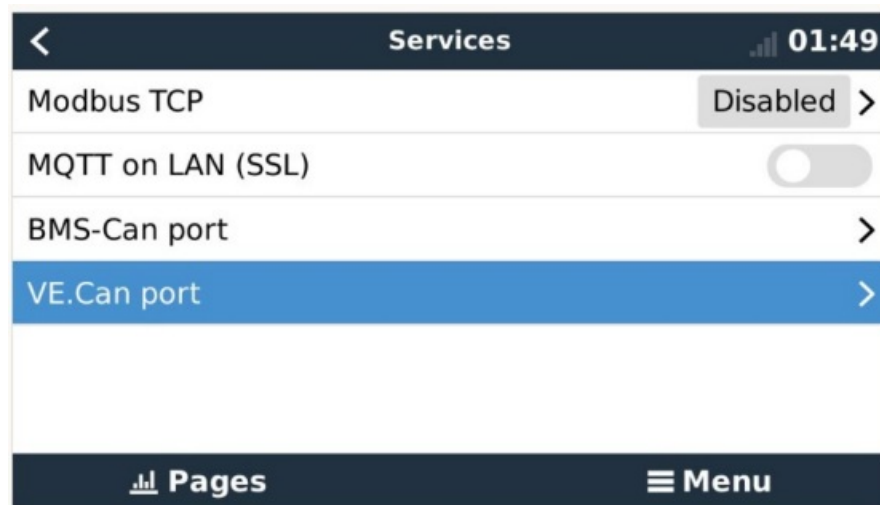 Services 01:49
Modbus TCP Disabled
MQTT on LAN (SSL)
BMS-Can port
VE.Can port
Pages Menu